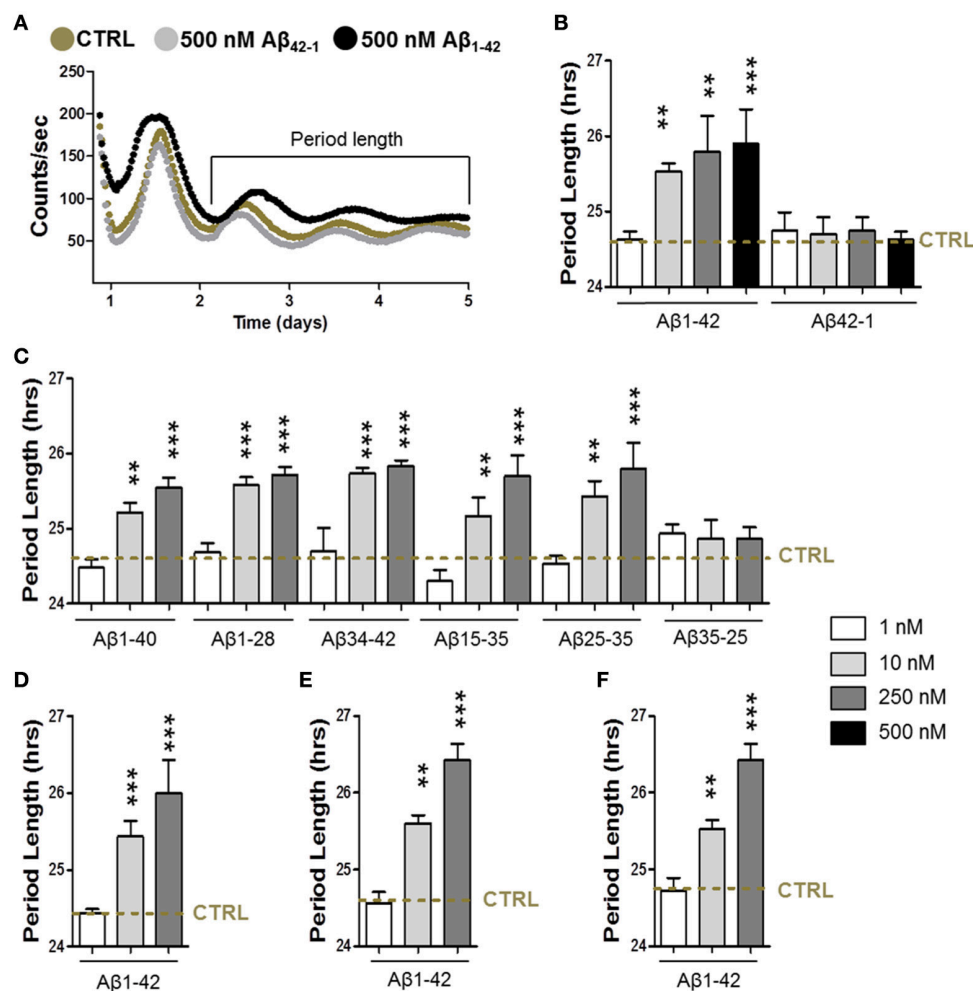 A
CTRL 500 nM Aβ42-1 500 nM Aβ1-42
Counts/sec
250
200
150
100
50
Period length
1 2 3 4 5
Time (days)
B
Period Length (hrs)
27
26
25
24
** ** ***
CTRL
Aβ1-42 Aβ42-1
C
Period Length (hrs)
27
26
25
24
** *** *** *** *** *** ** *** ** ***
CTRL
Aβ1-40 Aβ1-28 Aβ34-42 Aβ15-35 Aβ25-35 Aβ35-25
1 nM
10 nM
250 nM
500 nM
D
Period Length (hrs)
27
26
25
24
*** ***
CTRL
Aβ1-42
E
Period Length (hrs)
27
26
25
24
** ***
CTRL
Aβ1-42
F
Period Length (hrs)
27
26
25
24
** ***
CTRL
Aβ1-42